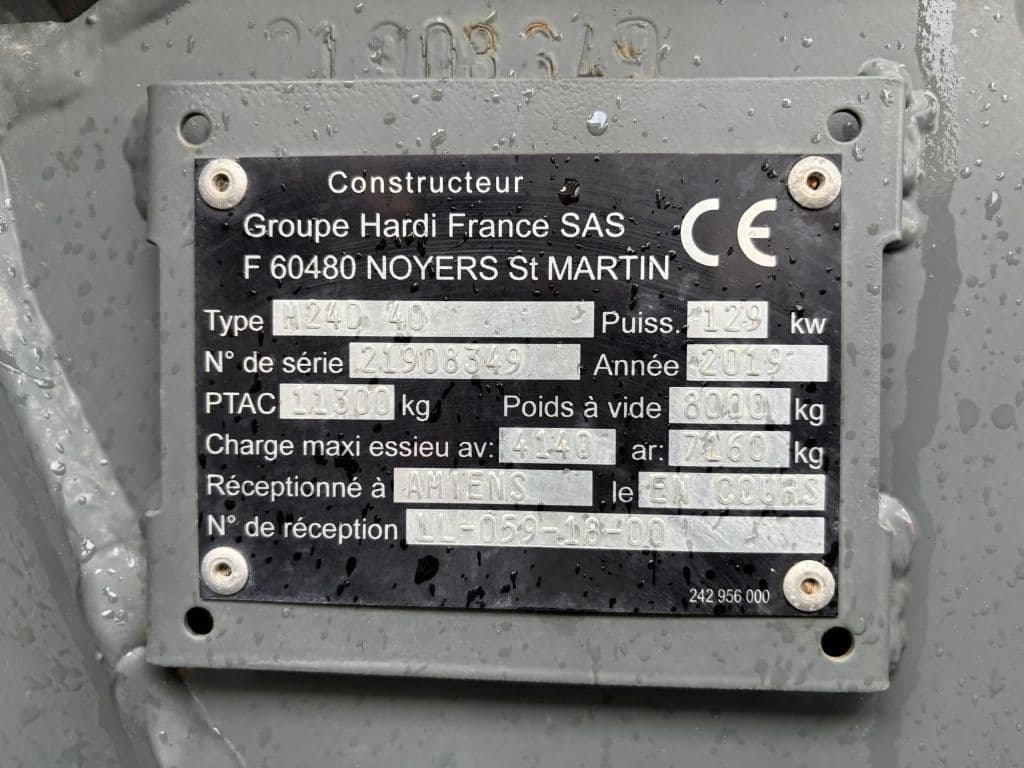 21908349
Constructeur
Groupe Hardi France SAS CE
F 60480 NOYERS St MARTIN
Type M24D 40 Puiss. 129 kw
N° de série 21908349 Année 2019
PTAC 11300 kg Poids à vide 8000 kg
Charge maxi essieu av: 4140 ar: 7160 kg
Réceptionné à AMIENS le EN COURS
N° de réception LL-059-18-00
242 956 000